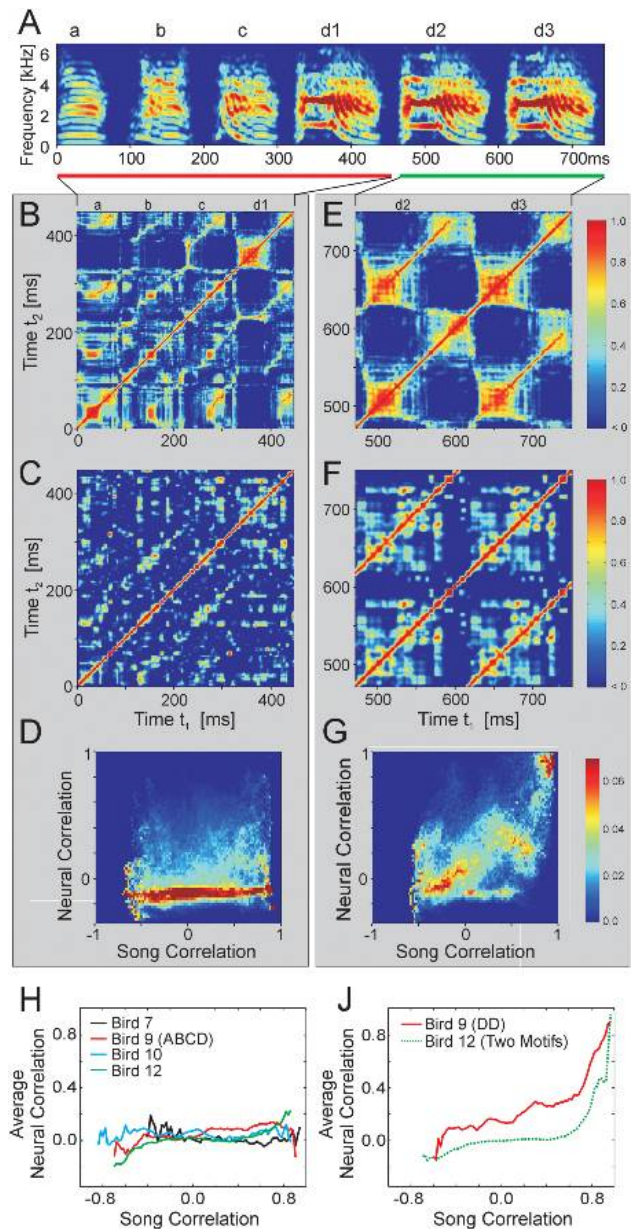 A
a b c d1 d2 d3
Frequency [kHz]
6
4
2
0
0 100 200 300 400 500 600 700ms
B
a b c d1
Time t2 [ms]
400
200
0
0 200 400
E
d2 d3
700
600
500
500 600 700
1.0
0.8
0.6
0.4
0.2
< 0
C
Time t2 [ms]
400
200
0
0 200 400
Time t1 [ms]
F
700
600
500
500 600 700
Time t [ms]
1.0
0.8
0.6
0.4
0.2
< 0
D
Neural Correlation
1
0
-1 0 1
Song Correlation
G
Neural Correlation
1
0
-1 0 1
Song Correlation
0.06
0.04
0.02
0.0
H
Bird 7
Bird 9 (ABCD)
Bird 10
Bird 12
Average
Neural Correlation
0.8
0.4
0.0
-0.8 0.0 0.8
Song Correlation
J
Bird 9 (DD)
Bird 12 (Two Motifs)
Average
Neural Correlation
0.8
0.4
0.0
-0.8 0.0 0.8
Song Correlation